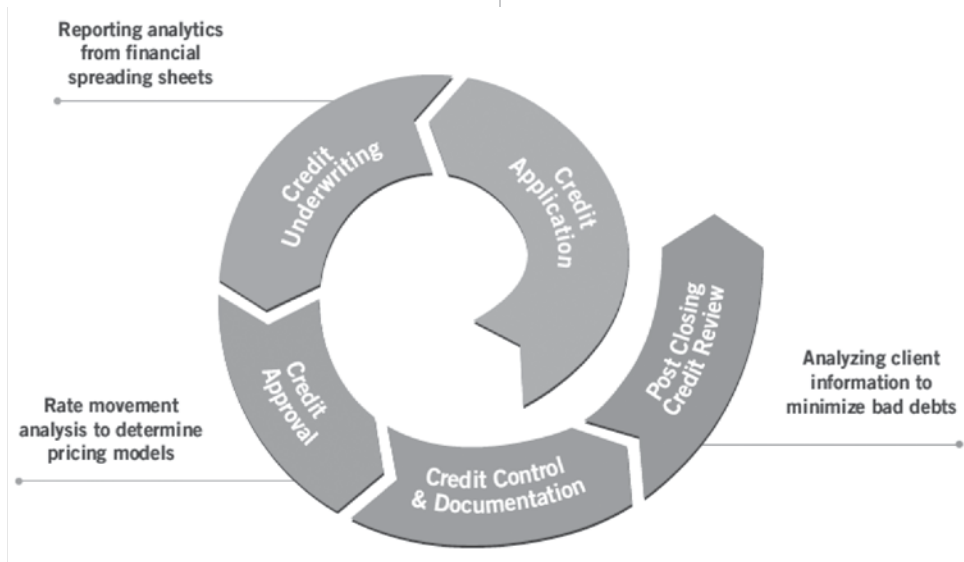 Reporting analytics
from financial
spreading sheets
Credit
Underwriting
Credit
Application
Credit
Approval
Rate movement
analysis to determine
pricing models
Credit Control
& Documentation
Post Closing
Credit Review
Analyzing client
information to
minimize bad debts